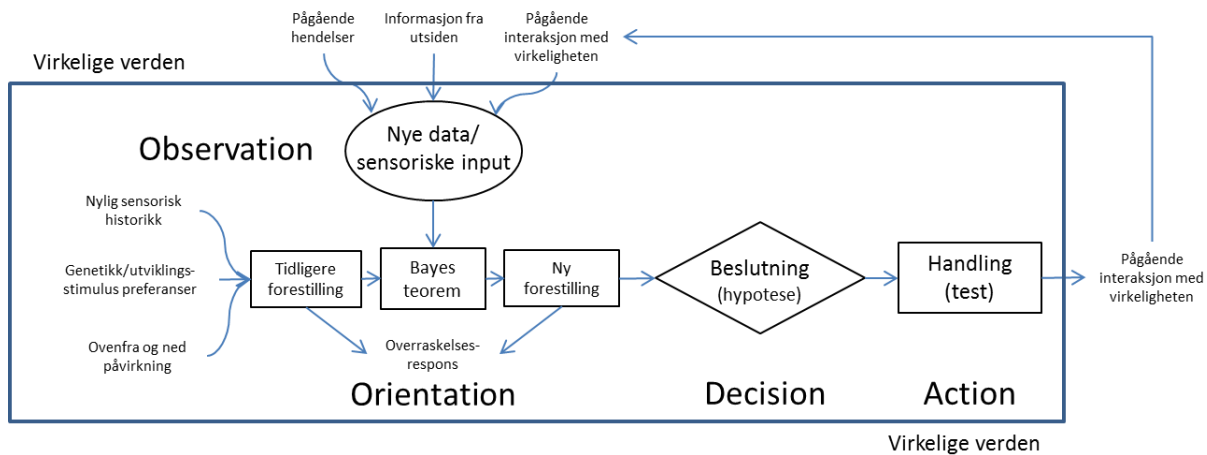 Pågående
hendelser
Informasjon fra
utsiden
Pågående
interaksjon med
virkeligheten
Virkelige verden
Observation
Nye data/
sensoriske input
Nylig sensorisk
historikk
Genetikk/utviklings-
stimulus preferanser
Ovenfra og ned
påvirkning
Tidligere
forestilling
Bayes
teorem
Ny
forestilling
Overraskelses-
respons
Beslutning
(hypotese)
Handling
(test)
Pågående
interaksjon med
virkeligheten
Orientation
Decision
Action
Virkelige verden